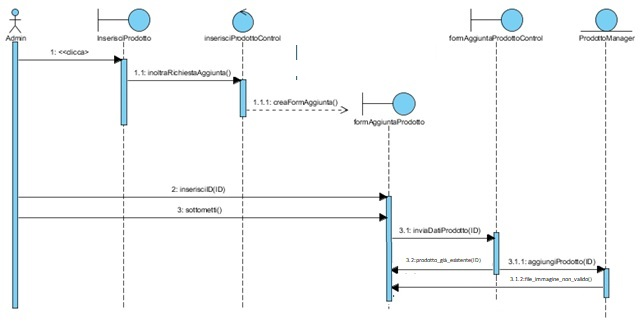 Admin
InserisciProdotto
inserisciProdottoControl
formAggiuntaProdottoControl
ProdottoManager
1: <<clicca>
1.1: inoltraRichiestaAggiunta()
1.1.1: creaFormAggiunta()
formAggiuntaProdotto
2: inserisciID(ID)
3: sottometti()
3.1: inviaDatiProdotto(ID)
3.2:prodotto_già_esistente(ID)
3.1.1: aggiungiProdotto(ID)
3.1.2:file_immagine_non_valido()